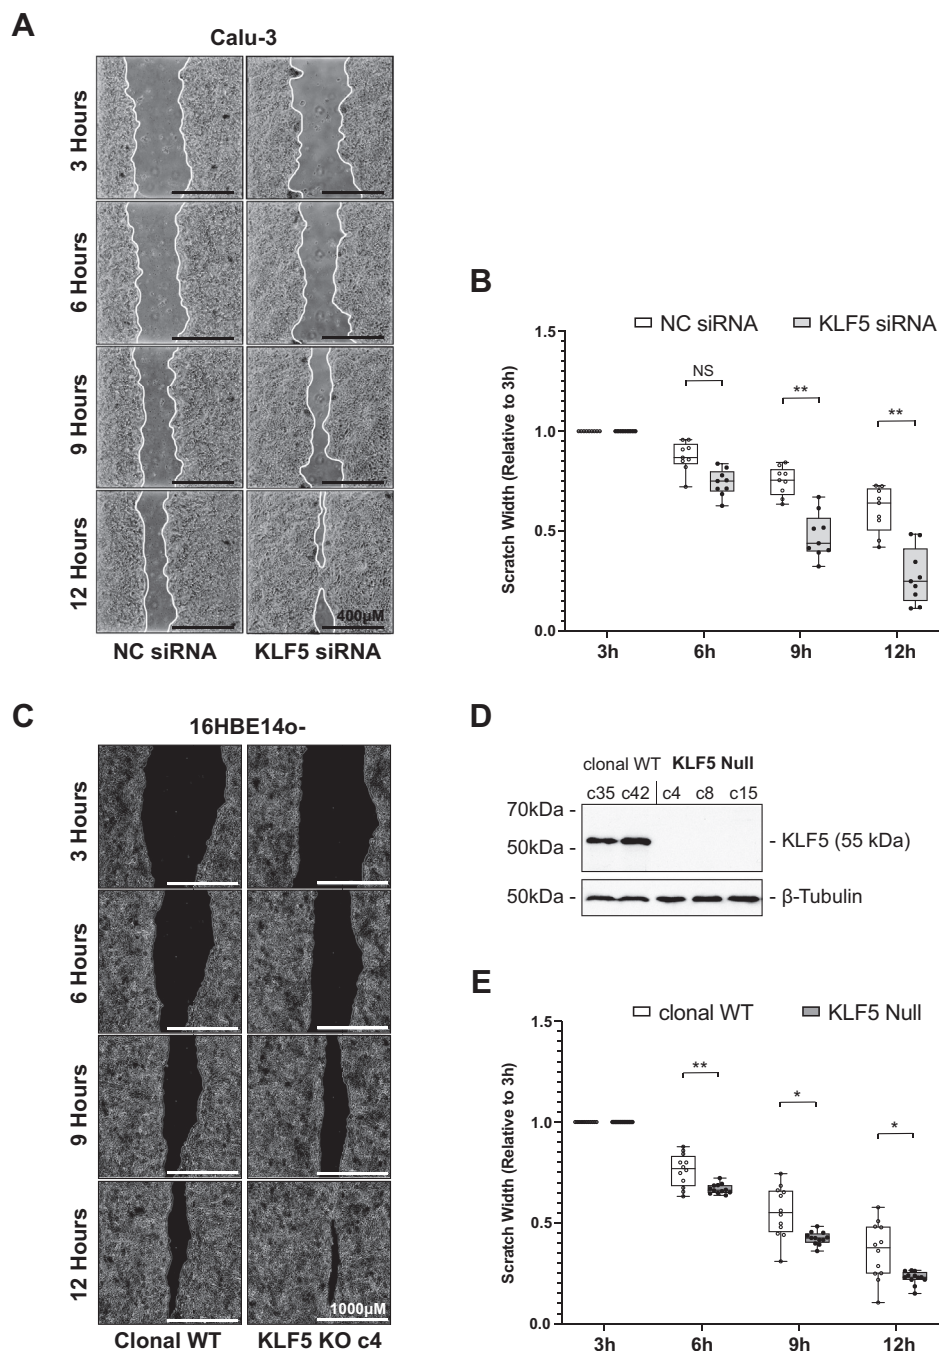 A
Calu-3
3 Hours
6 Hours
9 Hours
12 Hours
400µM
NC siRNA
KLF5 siRNA
B
NC siRNA
KLF5 siRNA
Scratch Width (Relative to 3h)
1.5
1.0
0.5
0.0
NS
**
**
3h
6h
9h
12h
C
16HBE14o-
3 Hours
6 Hours
9 Hours
12 Hours
1000µM
Clonal WT
KLF5 KO c4
D
clonal WT KLF5 Null
c35 c42 c4 c8 c15
70kDa -
50kDa -
- KLF5 (55 kDa)
50kDa -
- β-Tubulin
E
clonal WT
KLF5 Null
Scratch Width (Relative to 3h)
1.5
1.0
0.5
0.0
**
*
*
3h
6h
9h
12h